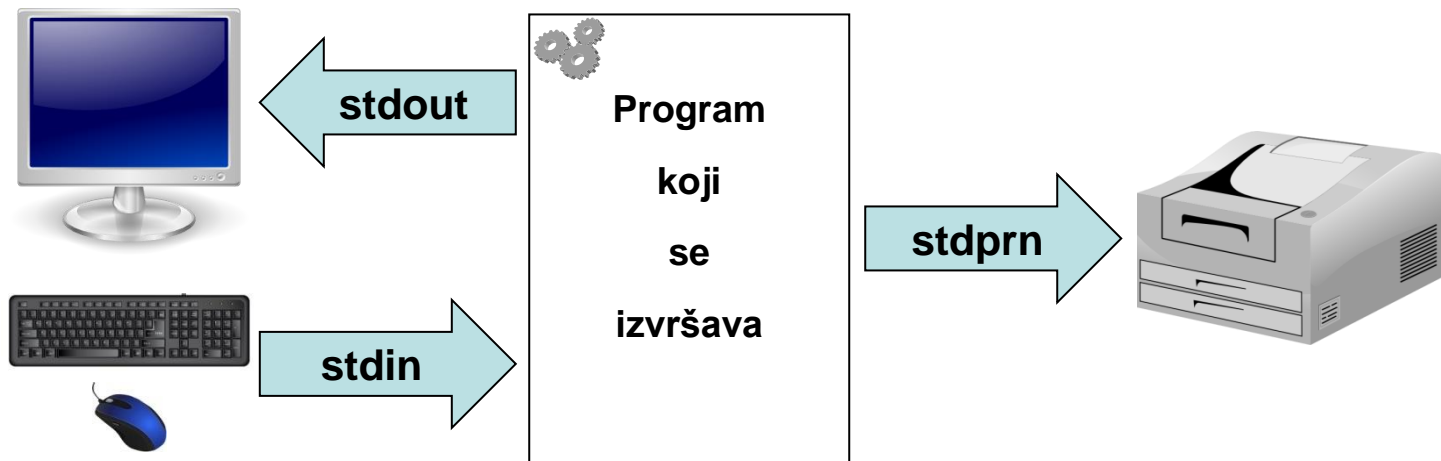 stdout
stdin
Program
koji
se
izvršava
stdprn